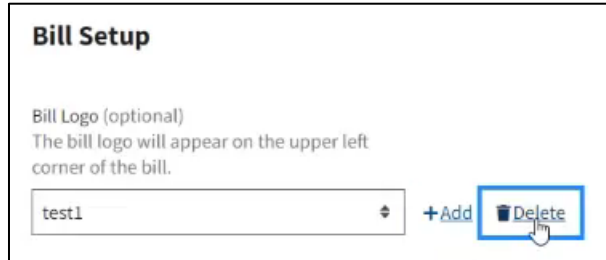 Bill Setup
Bill Logo (optional)
The bill logo will appear on the upper left
corner of the bill.
test1 +Add Delete